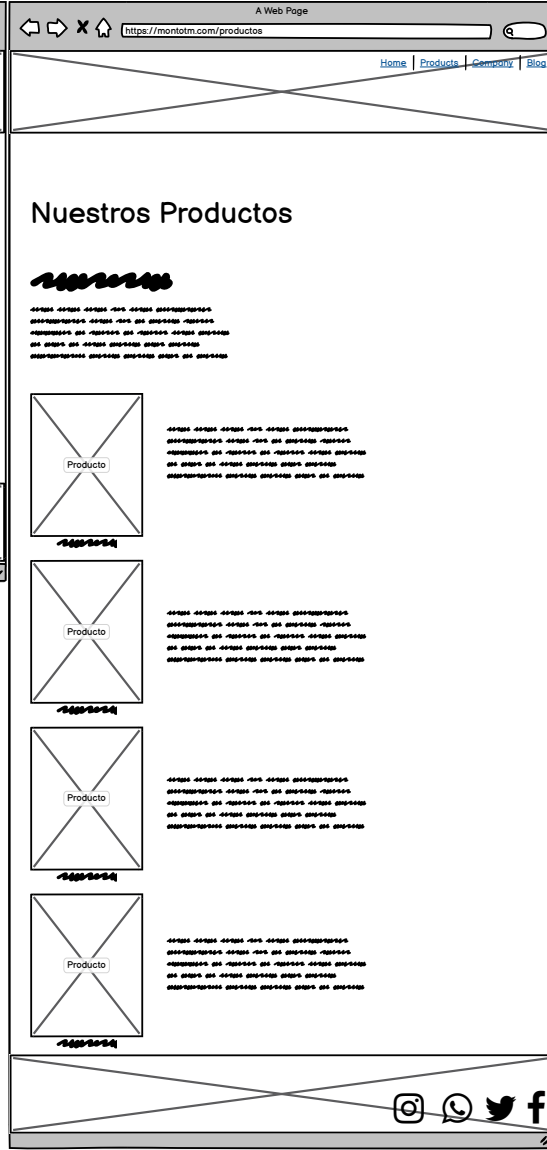 A Web Page
https://montotm.com/productos
Home | Products | Company | Blog
Nuestros Productos
Producto
Producto
Producto
Producto